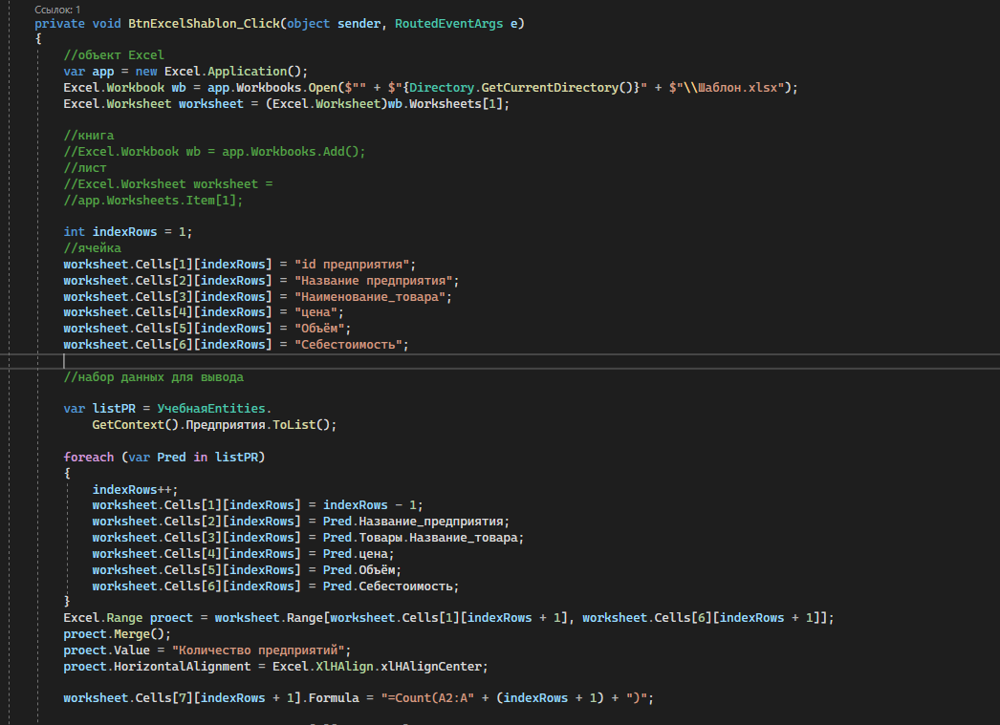 Ссылок: 1
private void BtnExcelShablon_Click(object sender, RoutedEventArgs e)
{
//объект Excel
var app = new Excel.Application();
Excel.Workbook wb = app.Workbooks.Open($"" + $"{Directory.GetCurrentDirectory()}" + $"\\Шаблон.xlsx");
Excel.Worksheet worksheet = (Excel.Worksheet)wb.Worksheets[1];
//книга
//Excel.Workbook wb = app.Workbooks.Add();
//лист
//Excel.Worksheet worksheet =
//app.Worksheets.Item[1];
int indexRows = 1;
//ячейка
worksheet.Cells[1][indexRows] = "id предприятия";
worksheet.Cells[2][indexRows] = "Название предприятия";
worksheet.Cells[3][indexRows] = "Наименование_товара";
worksheet.Cells[4][indexRows] = "цена";
worksheet.Cells[5][indexRows] = "Объём";
worksheet.Cells[6][indexRows] = "Себестоимость";
//набор данных для вывода
var listPR = УчебнаяEntities.
GetContext().Предприятия.ToList();
foreach (var Pred in listPR)
{
indexRows++;
worksheet.Cells[1][indexRows] = indexRows - 1;
worksheet.Cells[2][indexRows] = Pred.Название_предприятия;
worksheet.Cells[3][indexRows] = Pred.Товары.Название_товара;
worksheet.Cells[4][indexRows] = Pred.цена;
worksheet.Cells[5][indexRows] = Pred.Объём;
worksheet.Cells[6][indexRows] = Pred.Себестоимость;
}
Excel.Range proect = worksheet.Range[worksheet.Cells[1][indexRows + 1], worksheet.Cells[6][indexRows + 1]];
proect.Merge();
proect.Value = "Количество предприятий";
proect.HorizontalAlignment = Excel.XlHAlign.xlHAlignCenter;
worksheet.Cells[7][indexRows + 1].Formula = "=Count(A2:A" + (indexRows + 1) + ")";